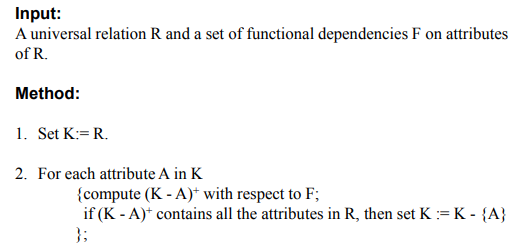 Input:
A universal relation R and a set of functional dependencies F on attributes
of R.
Method:
1. Set K:= R.
2. For each attribute A in K
{compute (K - A)⁺ with respect to F;
if (K - A)⁺ contains all the attributes in R, then set K := K - {A}
};